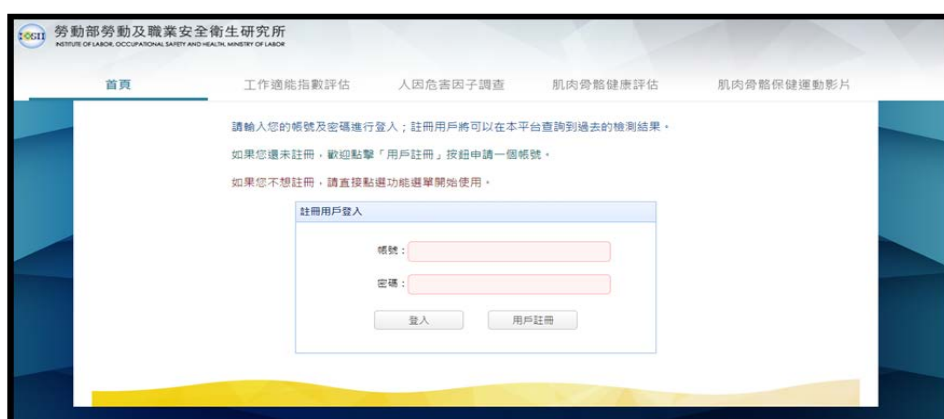 勞動部勞動及職業安全衛生研究所
INSTITUTE OF LABOR, OCCUPATIONAL SAFETY AND HEALTH, MINISTRY OF LABOR
首頁 工作適能指數評估 人因危害因子調查 肌肉骨骼健康評估 肌肉骨骼保健運動影片
請輸入您的帳號及密碼進行登入；註冊用戶將可以在本平台查詢到過去的檢測結果。
如果您還未註冊，歡迎點擊「用戶註冊」按鈕申請一個帳號。
如果您不想註冊，請直接點選功能選單開始使用。
註冊用戶登入
帳號：
密碼：
登入 用戶註冊